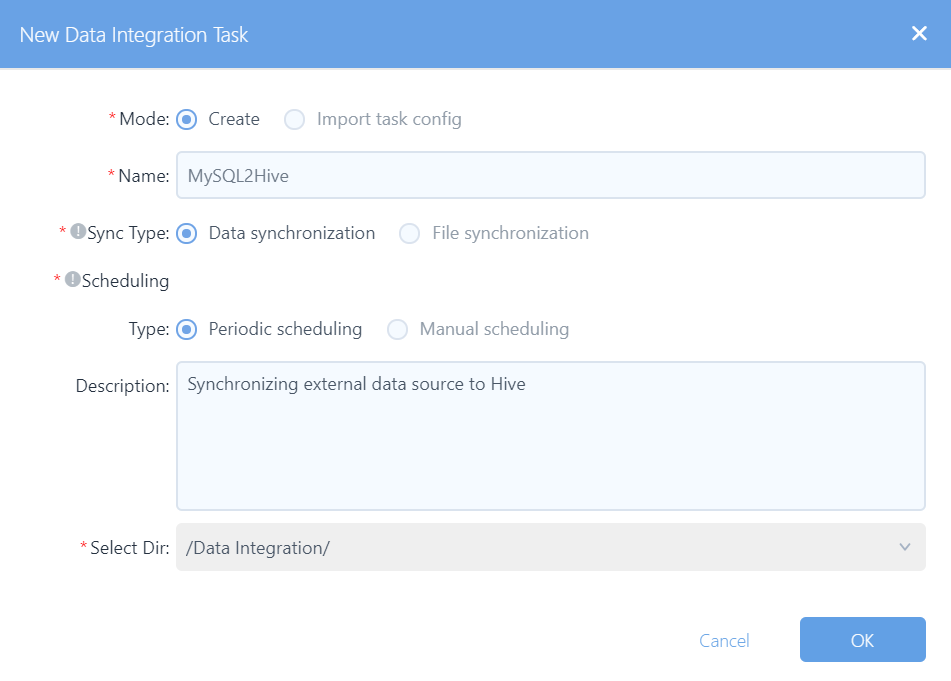 New Data Integration Task
* Mode: Create Import task config
* Name: MySQL2Hive
* ! Sync Type: Data synchronization File synchronization
* ! Scheduling
Type: Periodic scheduling Manual scheduling
Description: Synchronizing external data source to Hive
* Select Dir: /Data Integration/
Cancel OK